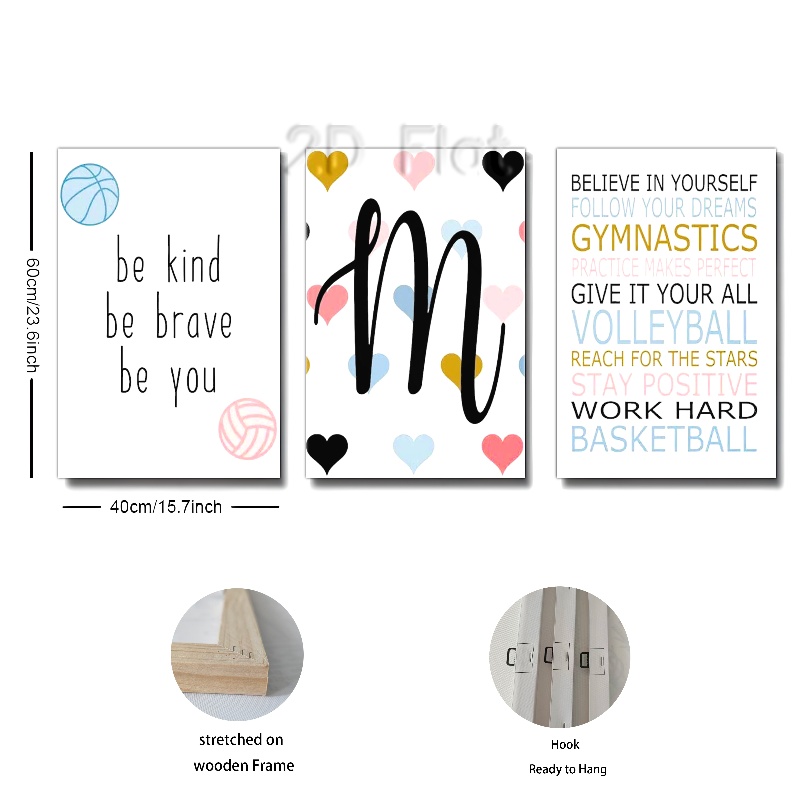 2D Flat
60cm/23.6inch
be kind
be brave
be you
m
BELIEVE IN YOURSELF
FOLLOW YOUR DREAMS
GYMNASTICS
PRACTICE MAKES PERFECT
GIVE IT YOUR ALL
VOLLEYBALL
REACH FOR THE STARS
STAY POSITIVE
WORK HARD
BASKETBALL
40cm/15.7inch
stretched on
wooden Frame
Hook
Ready to Hang